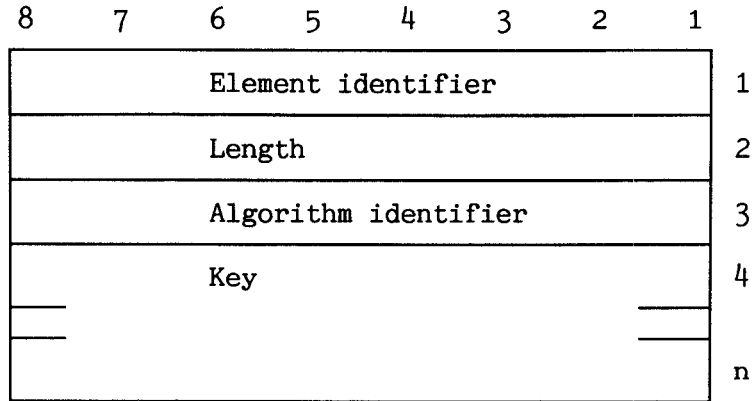 8 7 6 5 4 3 2 1
Element identifier 1
Length 2
Algorithm identifier 3
Key 4
n